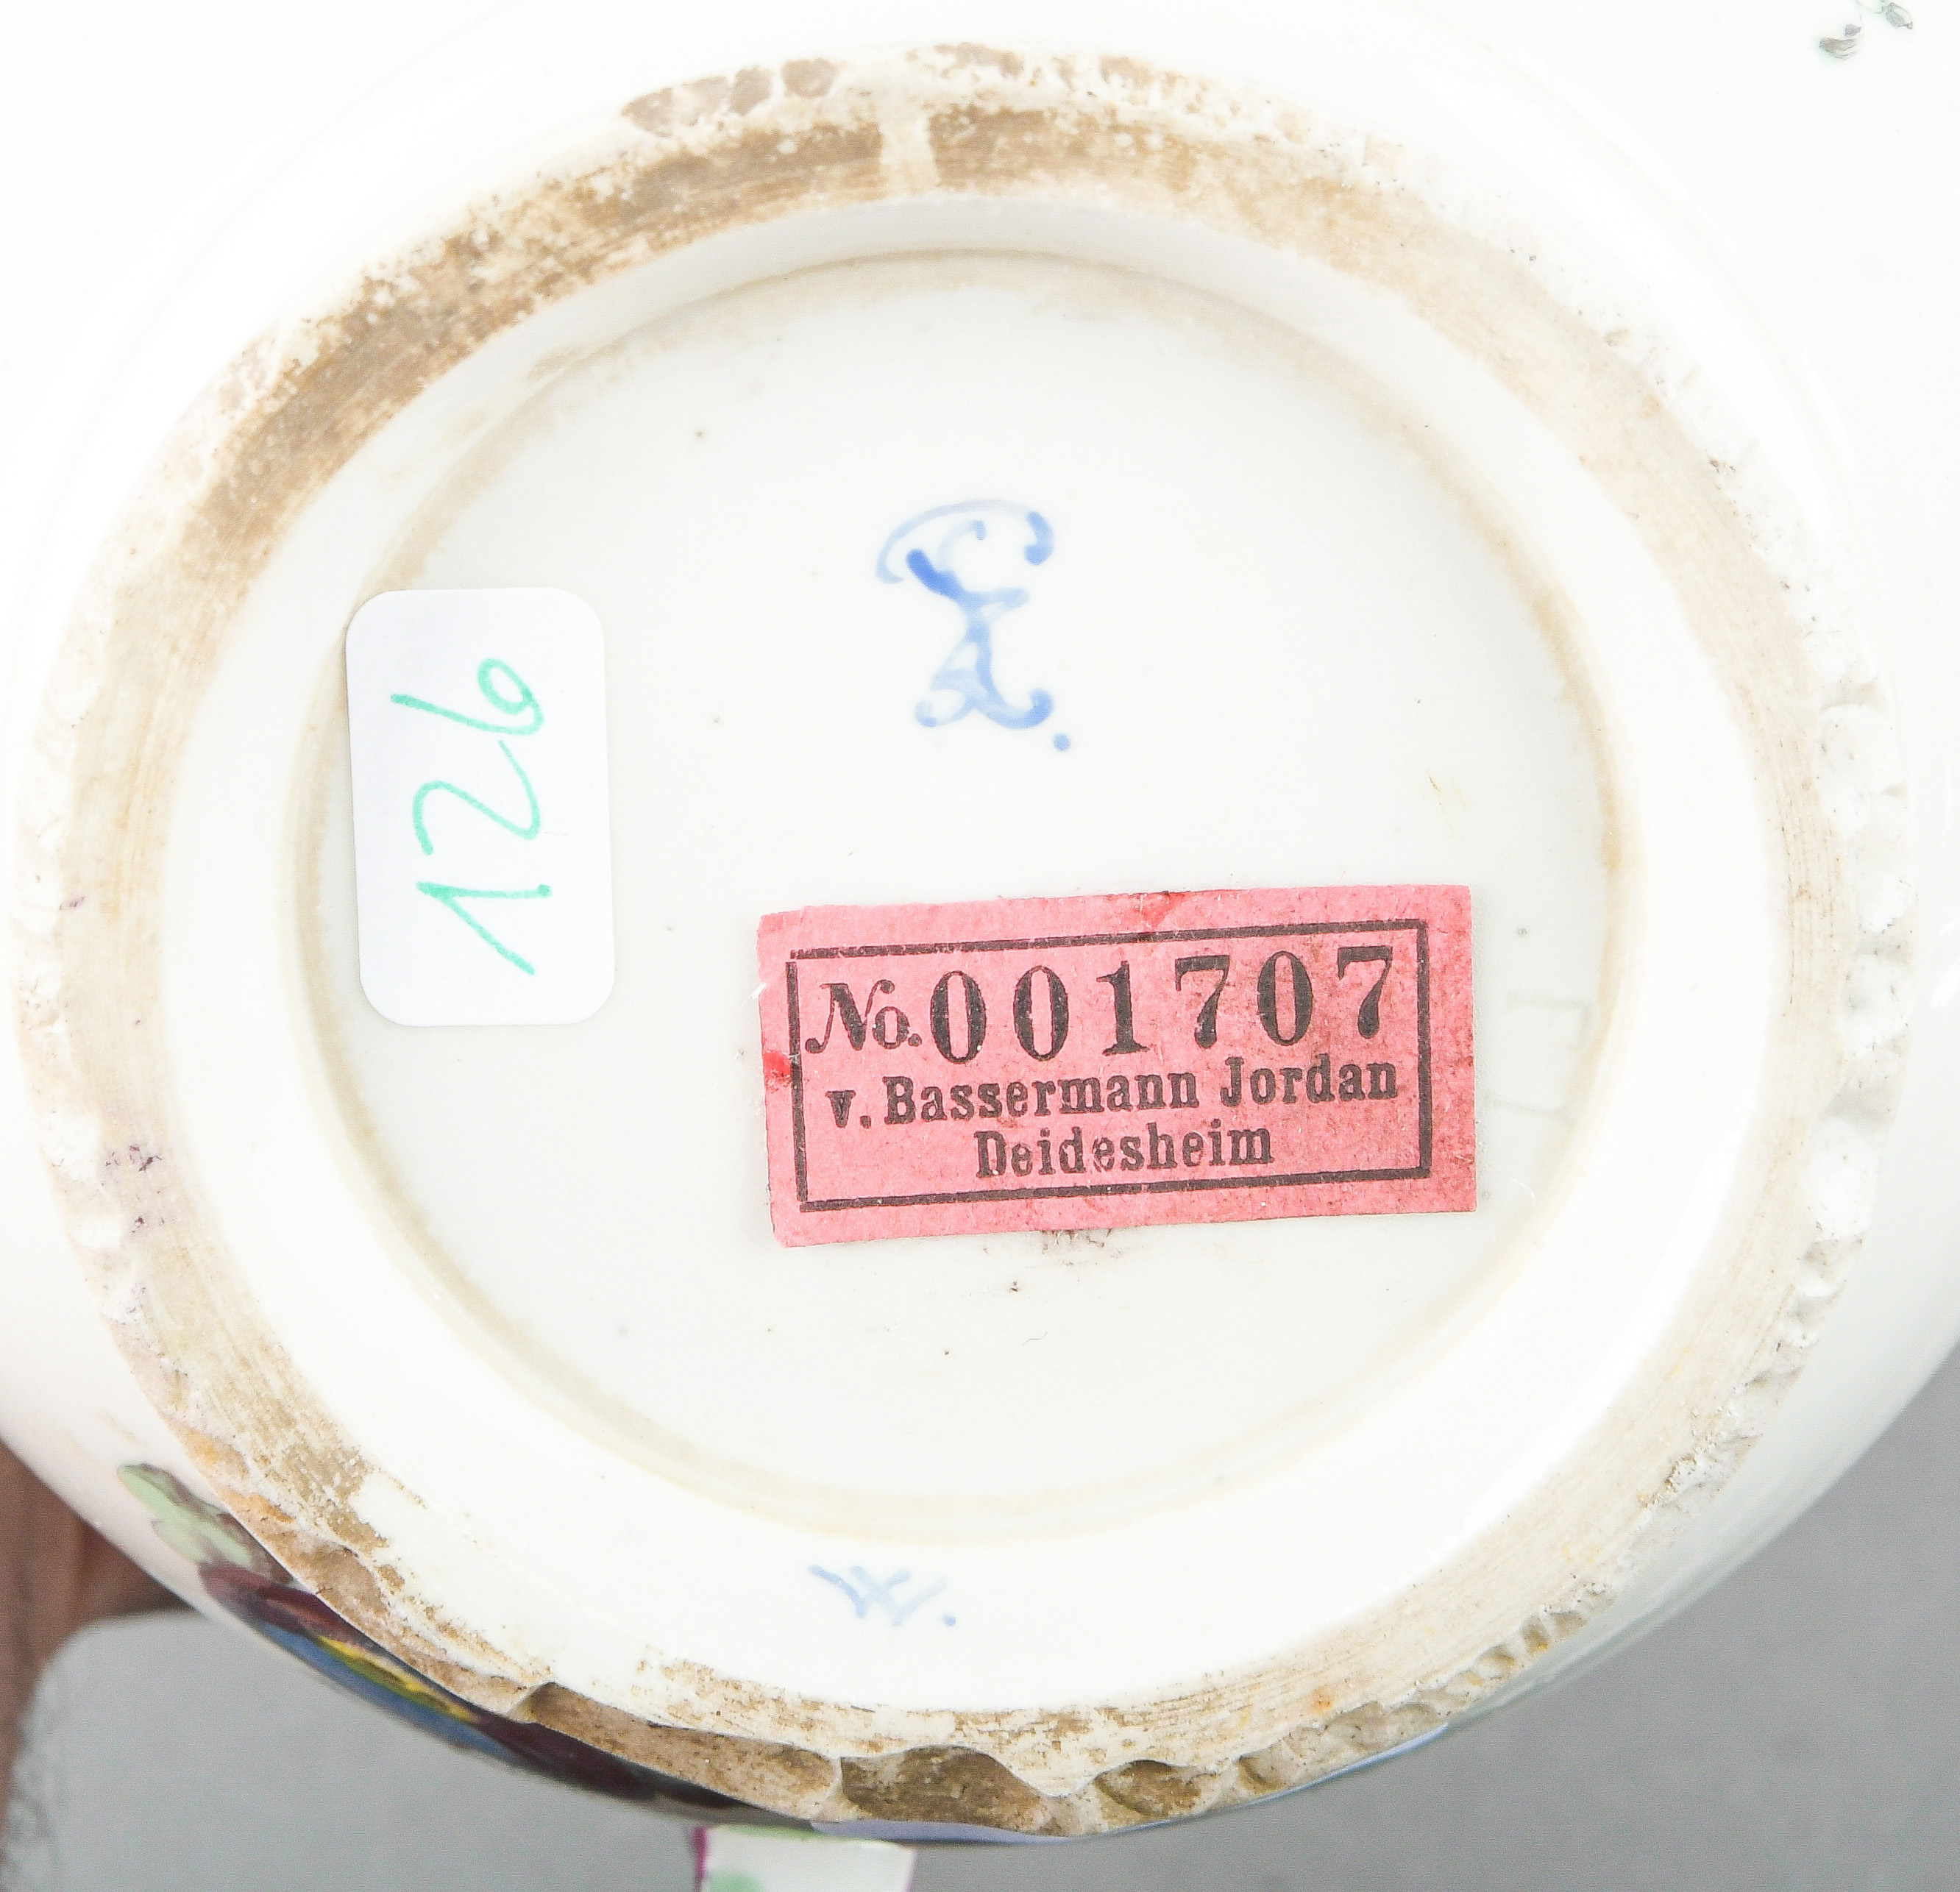 126
No. 001707
v. Bassermann Jordan
Deidesheim
W.